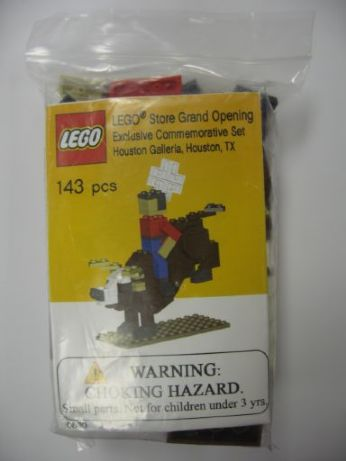 LEGO® Store Grand Opening
Exclusive Commemorative Set
Houston Galleria, Houston, TX
LEGO
143 pcs
WARNING:
CHOKING HAZARD.
Small parts. Not for children under 3 yrs.